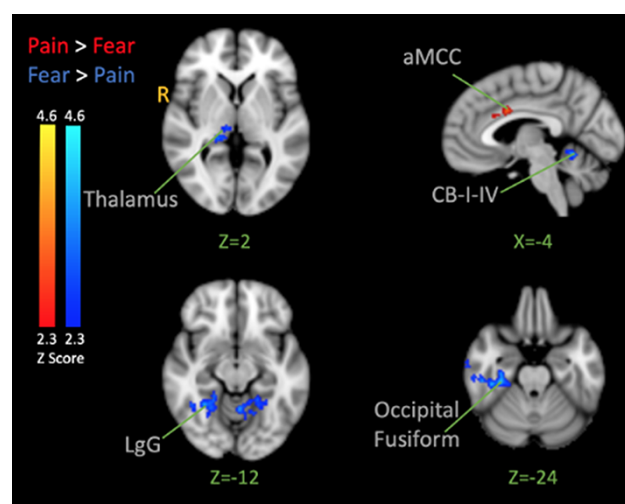 Pain > Fear
Fear > Pain
R
4.6 4.6
2.3 2.3
Z Score
Thalamus
Z=2
aMCC
CB-I-IV
X=-4
LgG
Z=-12
Occipital
Fusiform
Z=-24